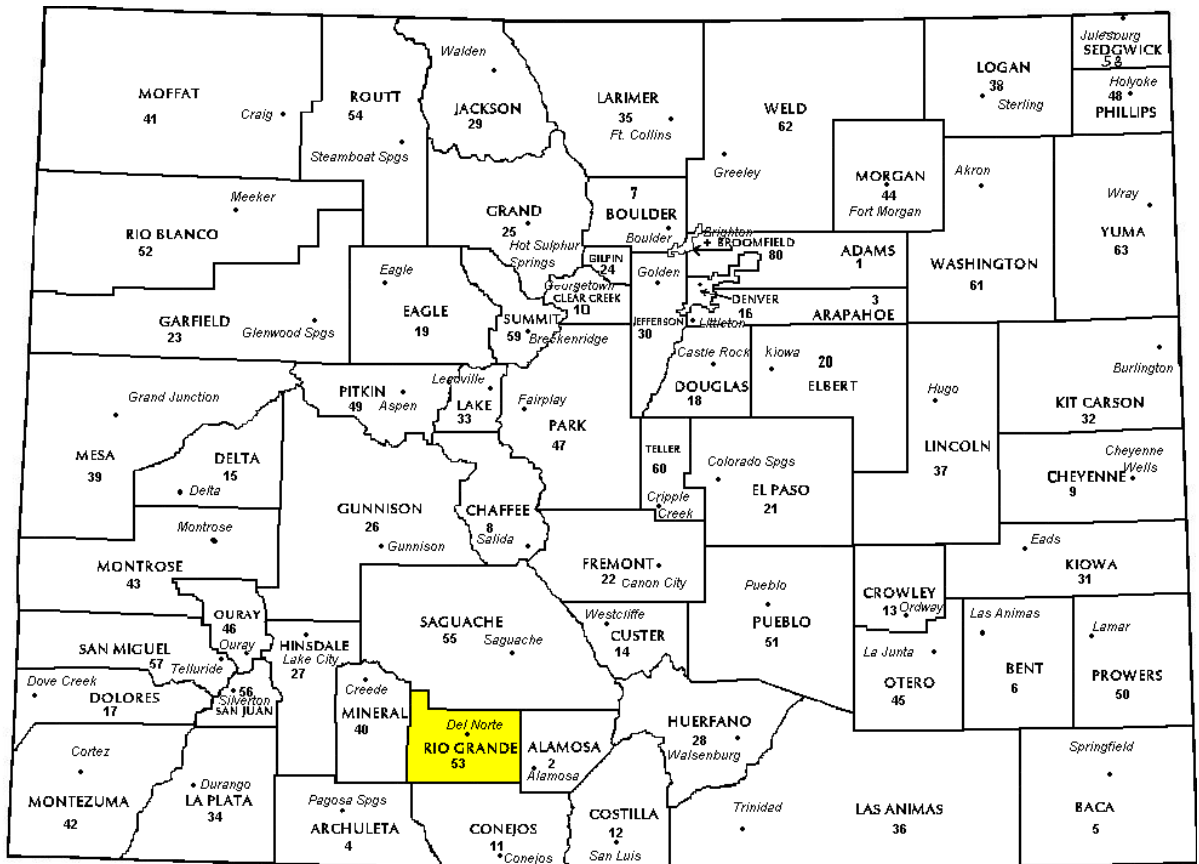 Julesburg
SEDGWICK
58
Walden
LOGAN
38
Sterling
Holyoke
48
PHILLIPS
MOFFAT
41
Craig
ROUTT
54
Steamboat Spgs
JACKSON
29
LARIMER
35
Ft. Collins
WELD
62
Greeley
MORGAN
44
Fort Morgan
Akron
WASHINGTON
61
Wray
YUMA
63
Meeker
RIO BLANCO
52
GRAND
25
Hot Sulphur
Springs
7
BOULDER
Boulder
Brighton
+ BROOMFIELD
80
ADAMS
1
GILPIN
24
Golden
Georgetown
CLEAR CREEK
10
DENVER
16
3
ARAPAHOE
Littleton
JEFFERSON
30
Eagle
EAGLE
19
SUMMIT
59
Breckenridge
GARFIELD
23
Glenwood Spgs
Castle Rock
DOUGLAS
18
Kiowa
20
ELBERT
Hugo
LINCOLN
37
Burlington
KIT CARSON
32
Grand Junction
MESA
39
PITKIN
49
Aspen
Leadville
LAKE
33
Fairplay
PARK
47
TELLER
60
Cripple
Creek
Colorado Spgs
EL PASO
21
Cheyenne
Wells
CHEYENNE
9
DELTA
15
Delta
GUNNISON
26
Gunnison
CHAFFEE
8
Salida
Montrose
MONTROSE
43
FREMONT
22
Canon City
Pueblo
PUEBLO
51
CROWLEY
13
Ordway
Eads
KIOWA
31
OURAY
46
Ouray
SAN MIGUEL
57
Telluride
HINSDALE
Lake City
27
SAGUACHE
55
Saguache
Westcliffe
CUSTER
14
La Junta
OTERO
45
Las Animas
BENT
6
Lamar
PROWERS
50
Dove Creek
DOLORES
17
56
Silverton
SAN JUAN
Creede
MINERAL
40
Del Norte
RIO GRANDE
53
ALAMOSA
2
Alamosa
HUERFANO
28
Walsenburg
Cortez
MONTEZUMA
42
Durango
LA PLATA
34
Pagosa Spgs
ARCHULETA
4
CONEJOS
11
Conejos
COSTILLA
12
San Luis
Trinidad
LAS ANIMAS
36
Springfield
BACA
5